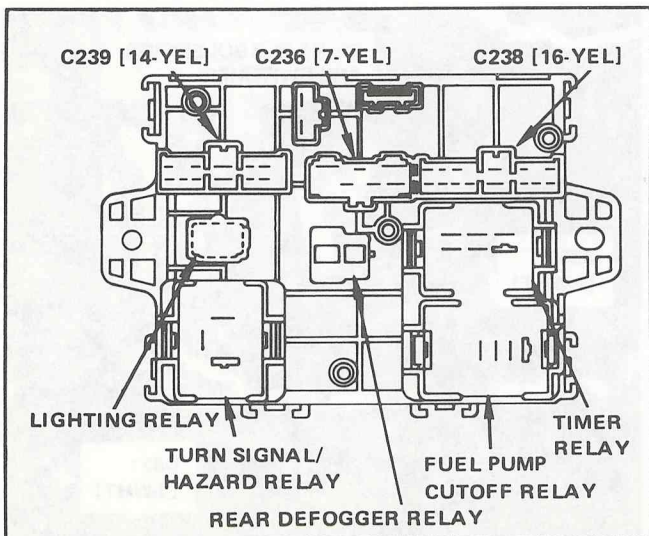 C239 [14-YEL] C236 [7-YEL] C238 [16-YEL]
LIGHTING RELAY
TURN SIGNAL/
HAZARD RELAY
REAR DEFOGGER RELAY
FUEL PUMP
CUTOFF RELAY
TIMER
RELAY